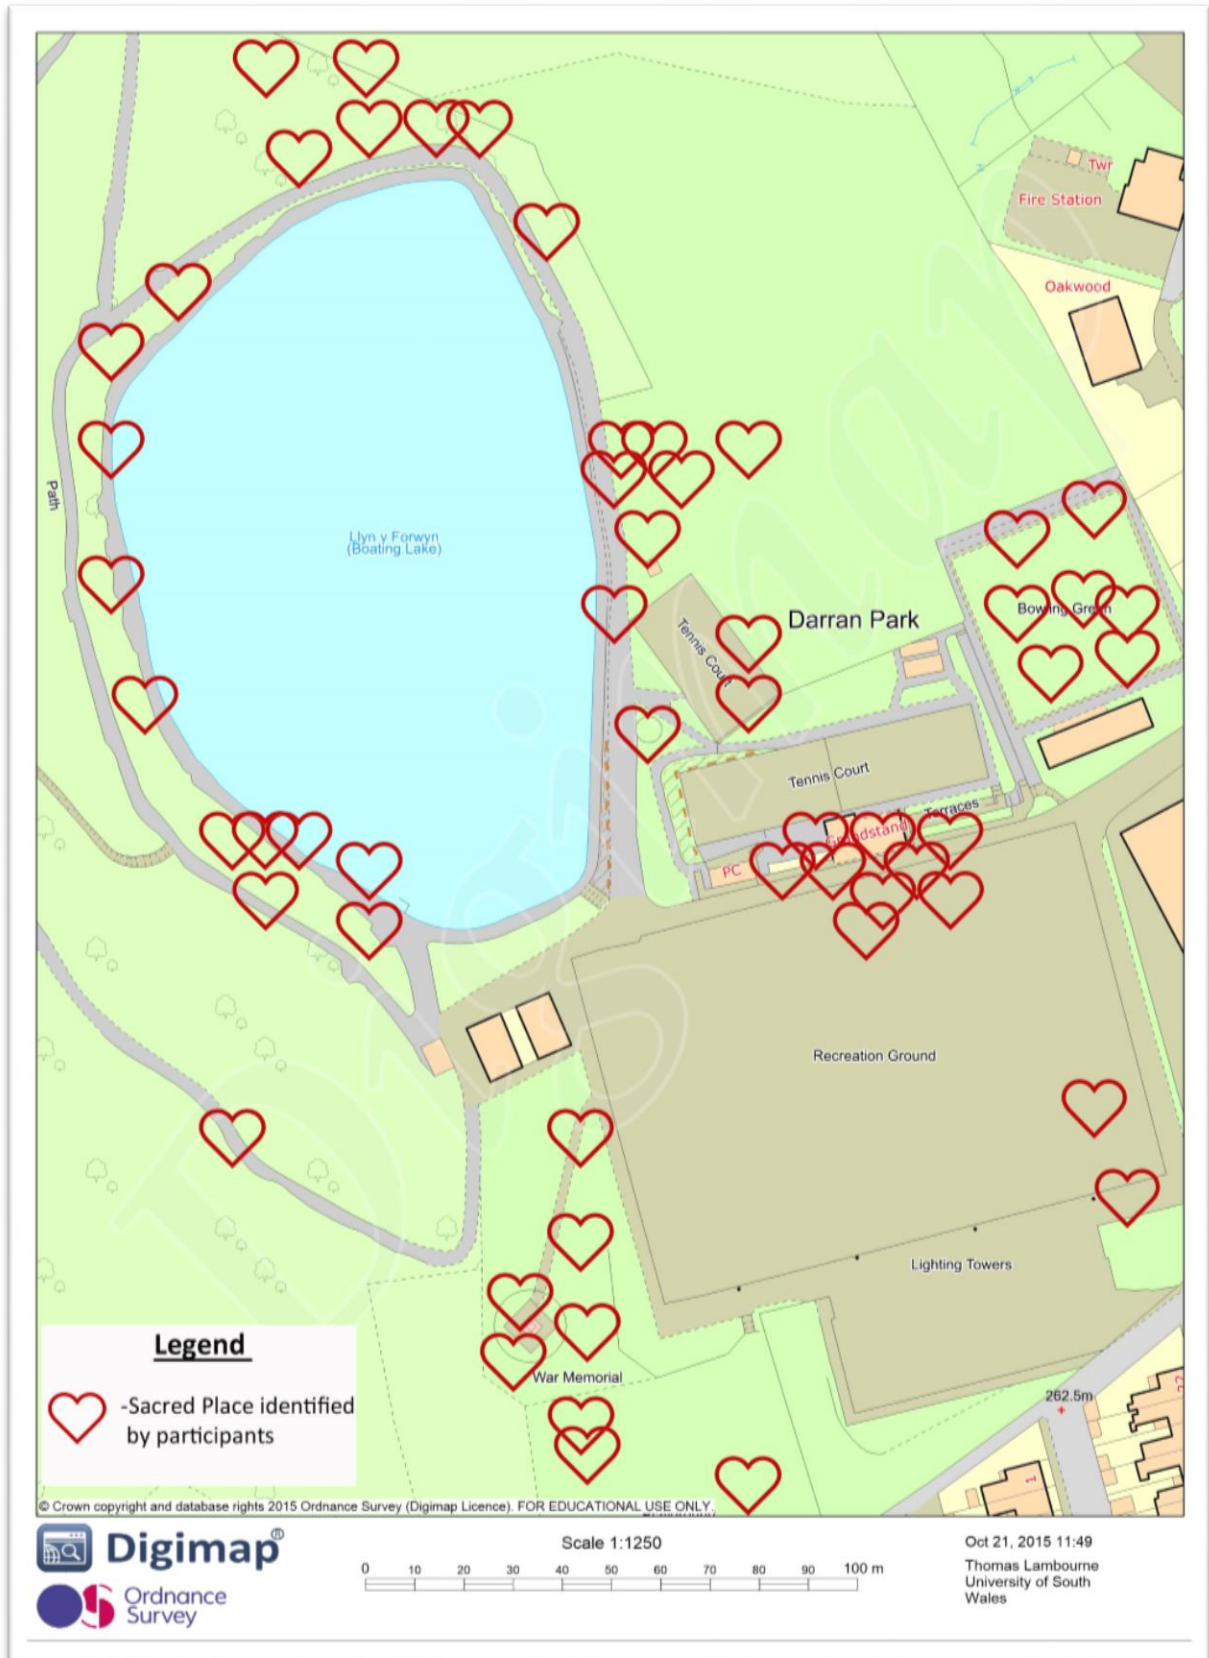 Twr
Fire Station
Oakwood
Path
Llyn y Forwyn
(Boating Lake)
Darran Park
Tennis Court
Tennis Court
Terraces
PC
Recreation Ground
Lighting Towers
War Memorial
262.5m
1
Legend
-Sacred Place identified
by participants
© Crown copyright and database rights 2015 Ordnance Survey (Digimap Licence). FOR EDUCATIONAL USE ONLY.
Digimap®
Ordnance
Survey
Scale 1:1250
0 10 20 30 40 50 60 70 80 90 100 m
Oct 21, 2015 11:49
Thomas Lambourne
University of South
Wales
Digimap